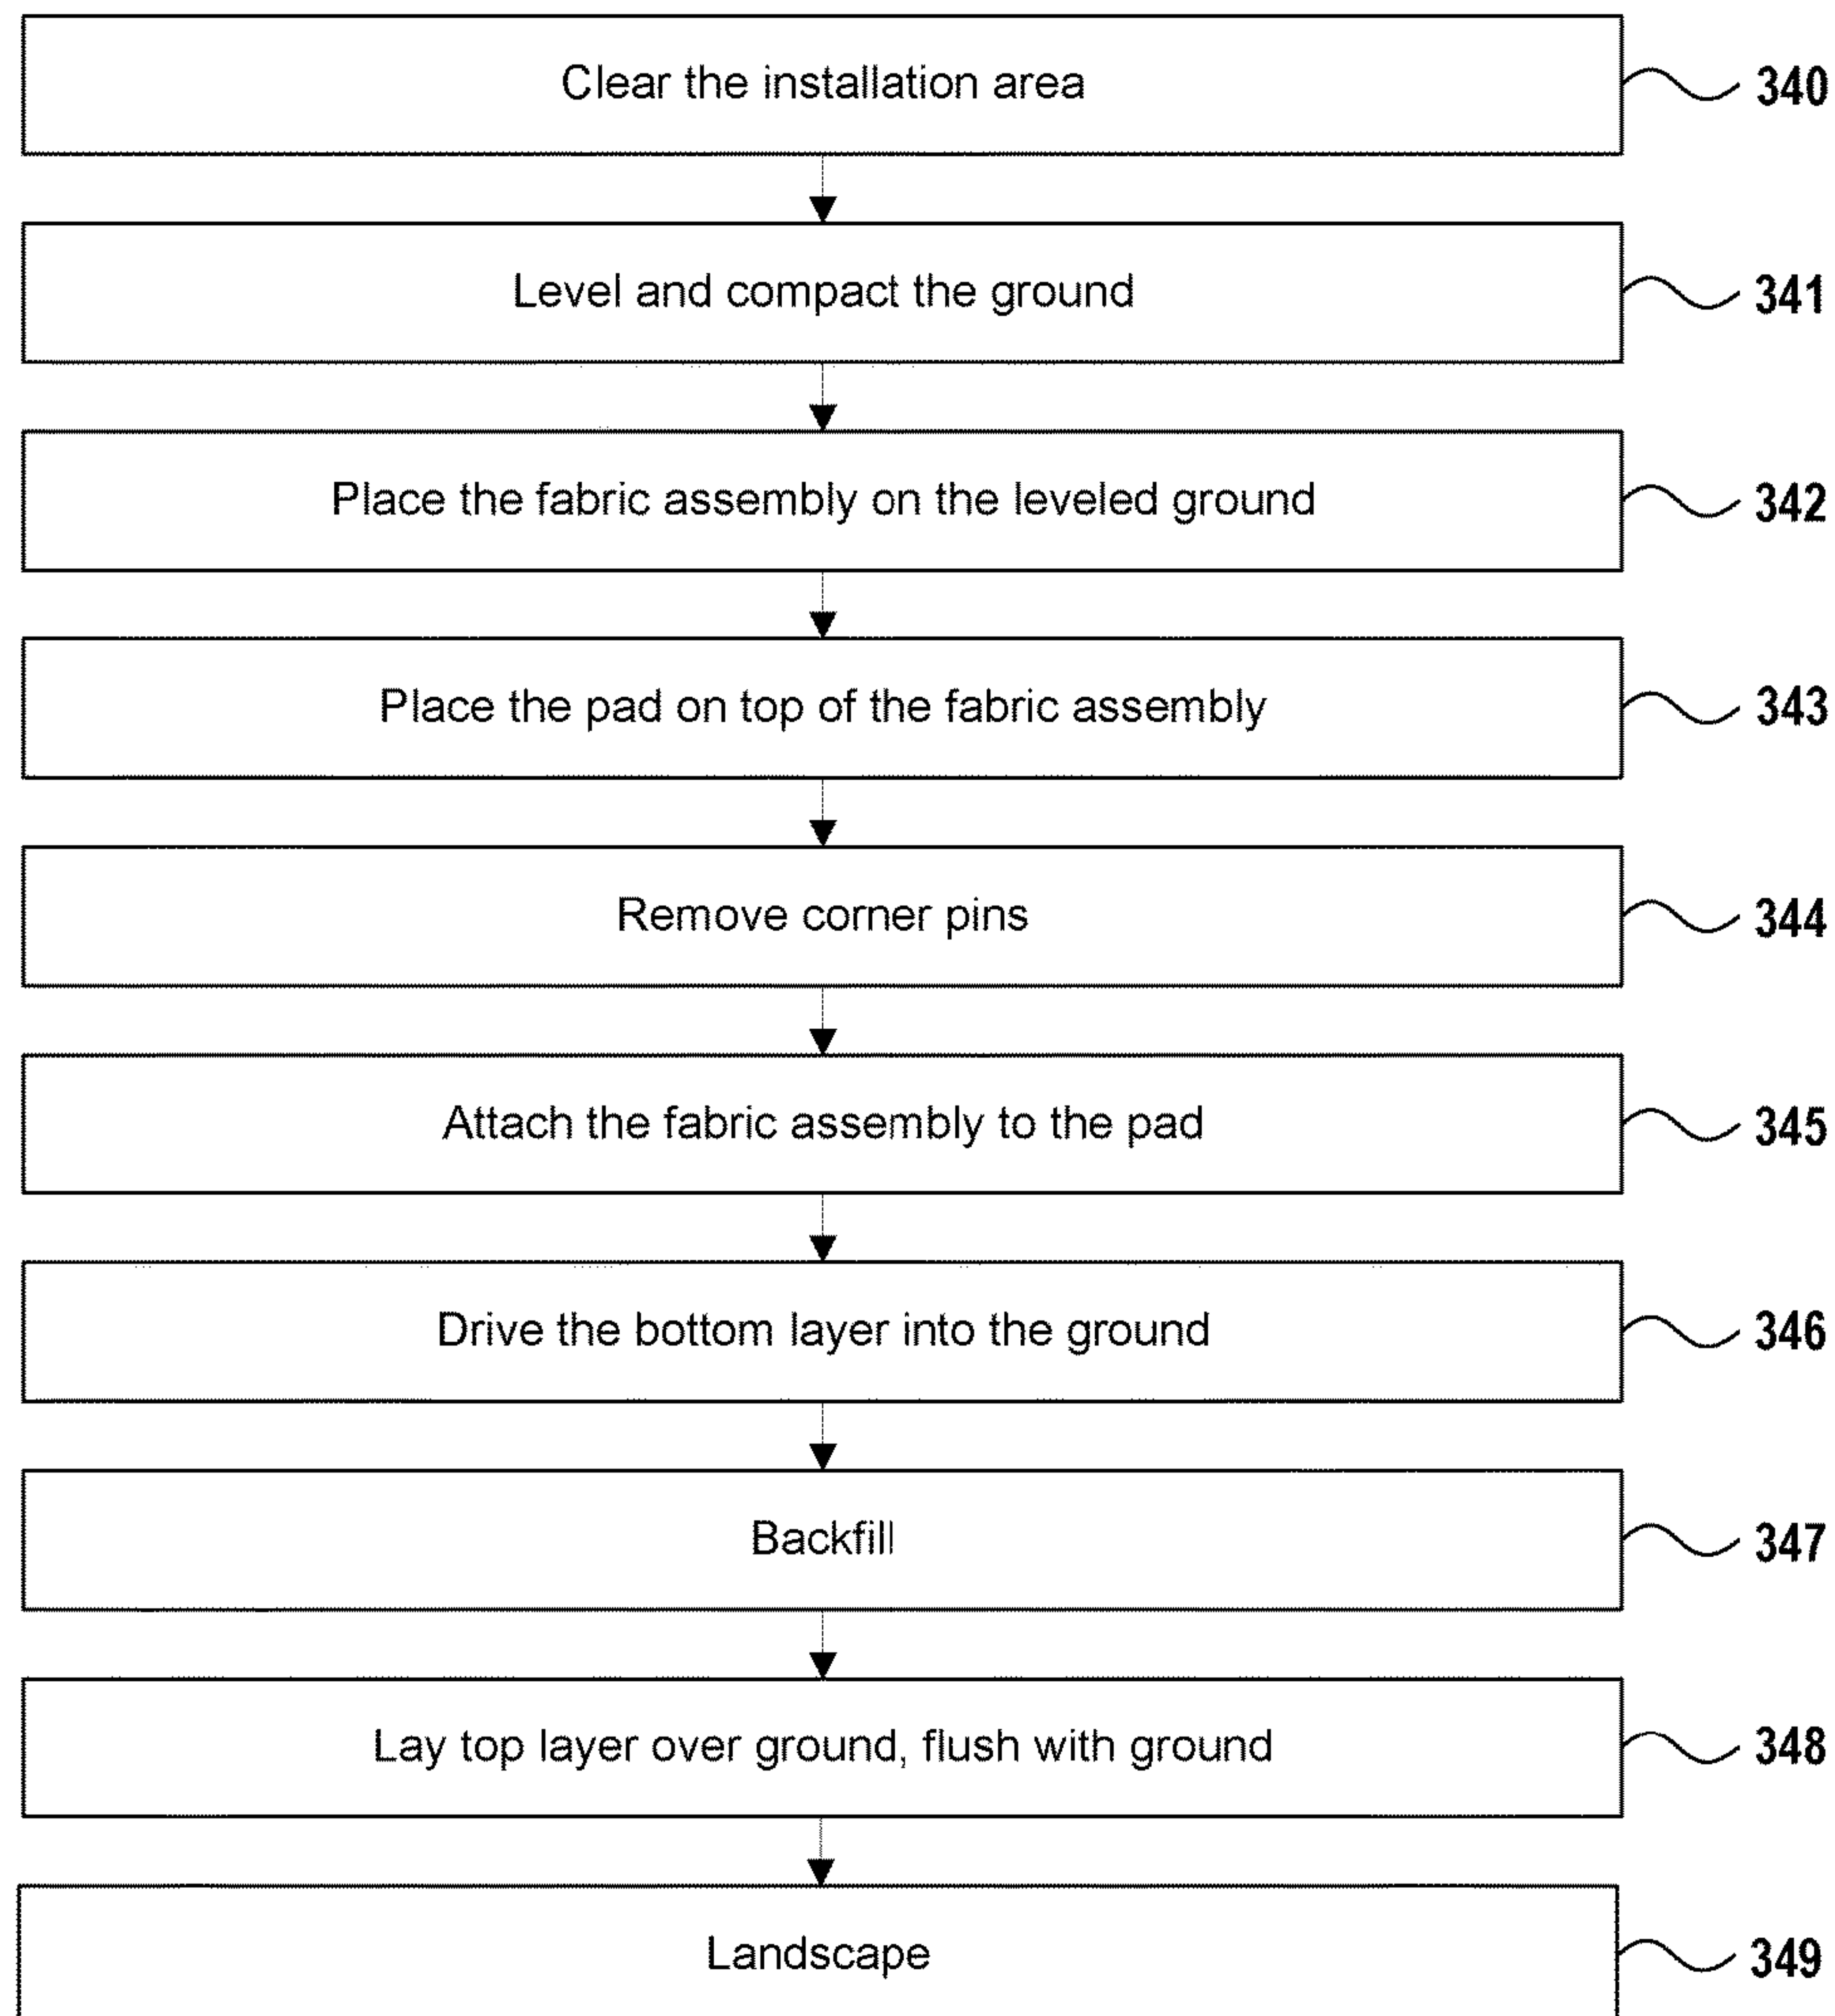 Clear the installation area 340
Level and compact the ground 341
Place the fabric assembly on the leveled ground 342
Place the pad on top of the fabric assembly 343
Remove corner pins 344
Attach the fabric assembly to the pad 345
Drive the bottom layer into the ground 346
Backfill 347
Lay top layer over ground, flush with ground 348
Landscape 349